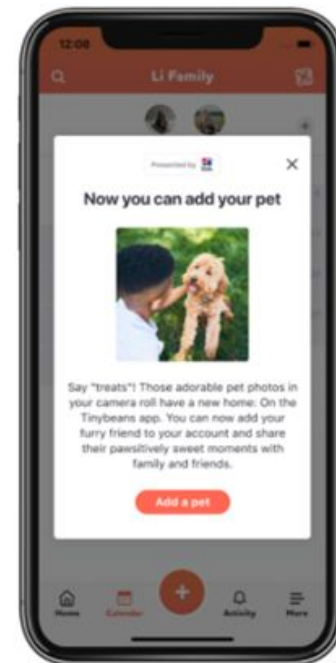 12:08
Li Family
Presented by
Now you can add your pet
Say "treats"! Those adorable pet photos in
your camera roll have a new home: On the
Tinybeans app. You can now add your
furry friend to your account and share
their pawsitively sweet moments with
family and friends.
Add a pet
Home
Calendar
Activity
More